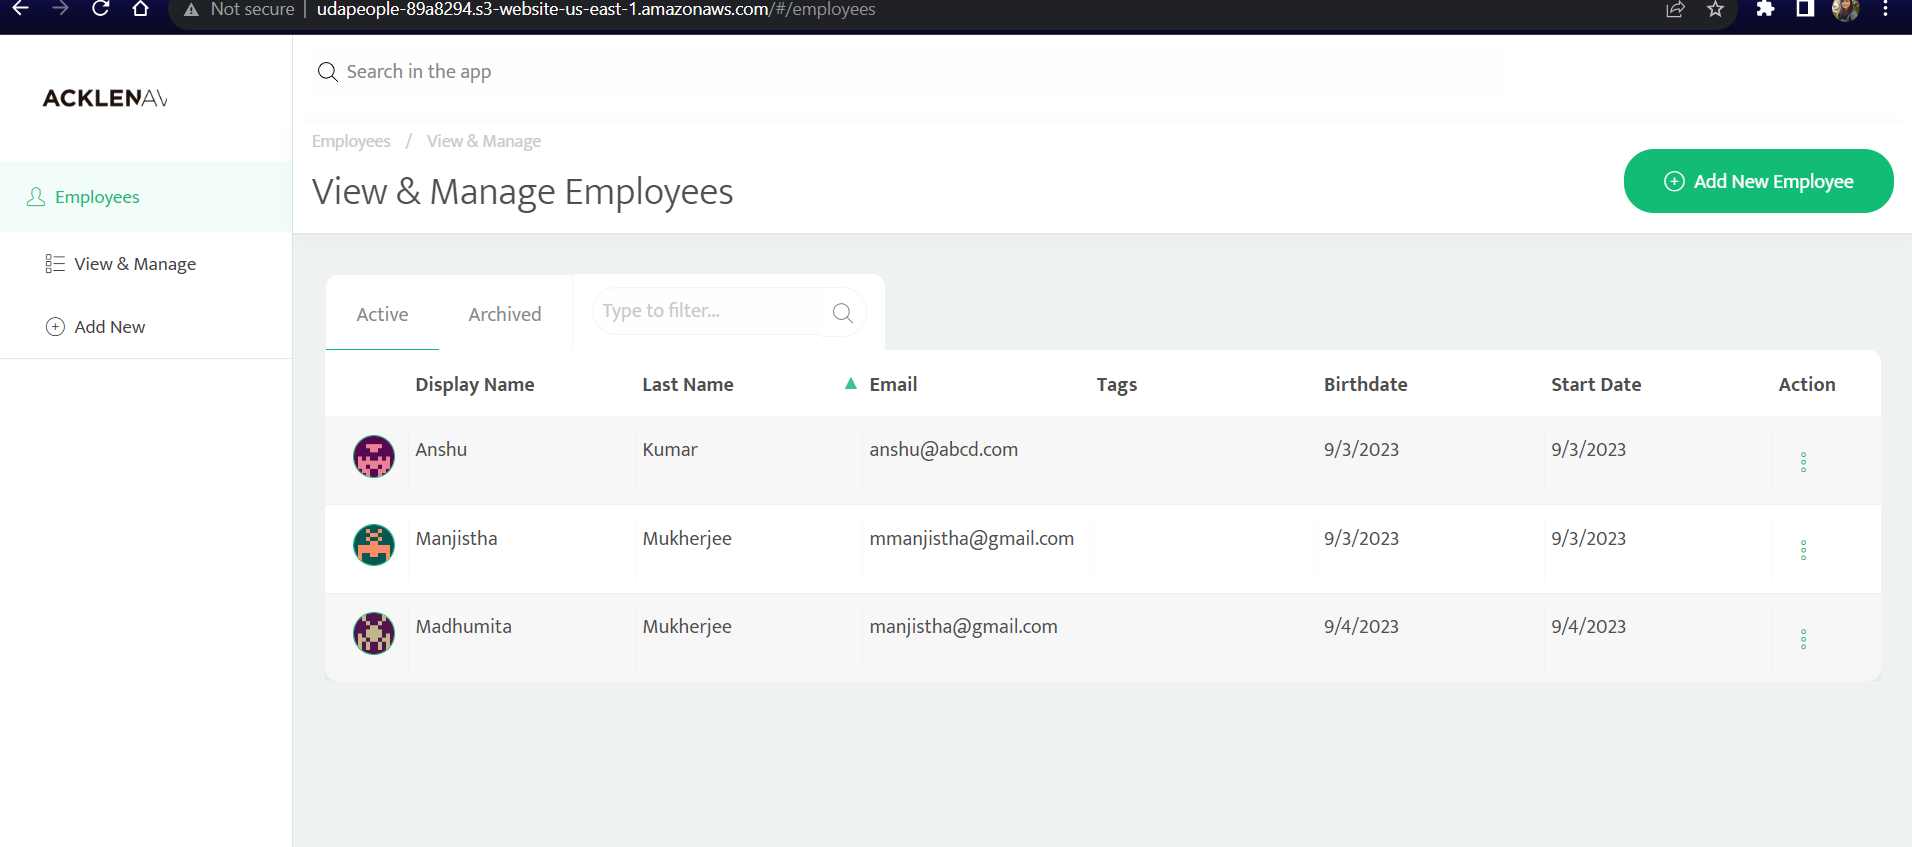 Not secure | udapeople-89a8294.s3-website-us-east-1.amazonaws.com/#/employees
ACKLENAV
Search in the app
Employees / View & Manage
View & Manage Employees
Add New Employee
Employees
View & Manage
Add New
Active Archived Type to filter...
Display Name Last Name ▲ Email Tags Birthdate Start Date Action
Anshu Kumar anshu@abcd.com 9/3/2023 9/3/2023
Manjistha Mukherjee mmanjistha@gmail.com 9/3/2023 9/3/2023
Madhumita Mukherjee manjistha@gmail.com 9/4/2023 9/4/2023